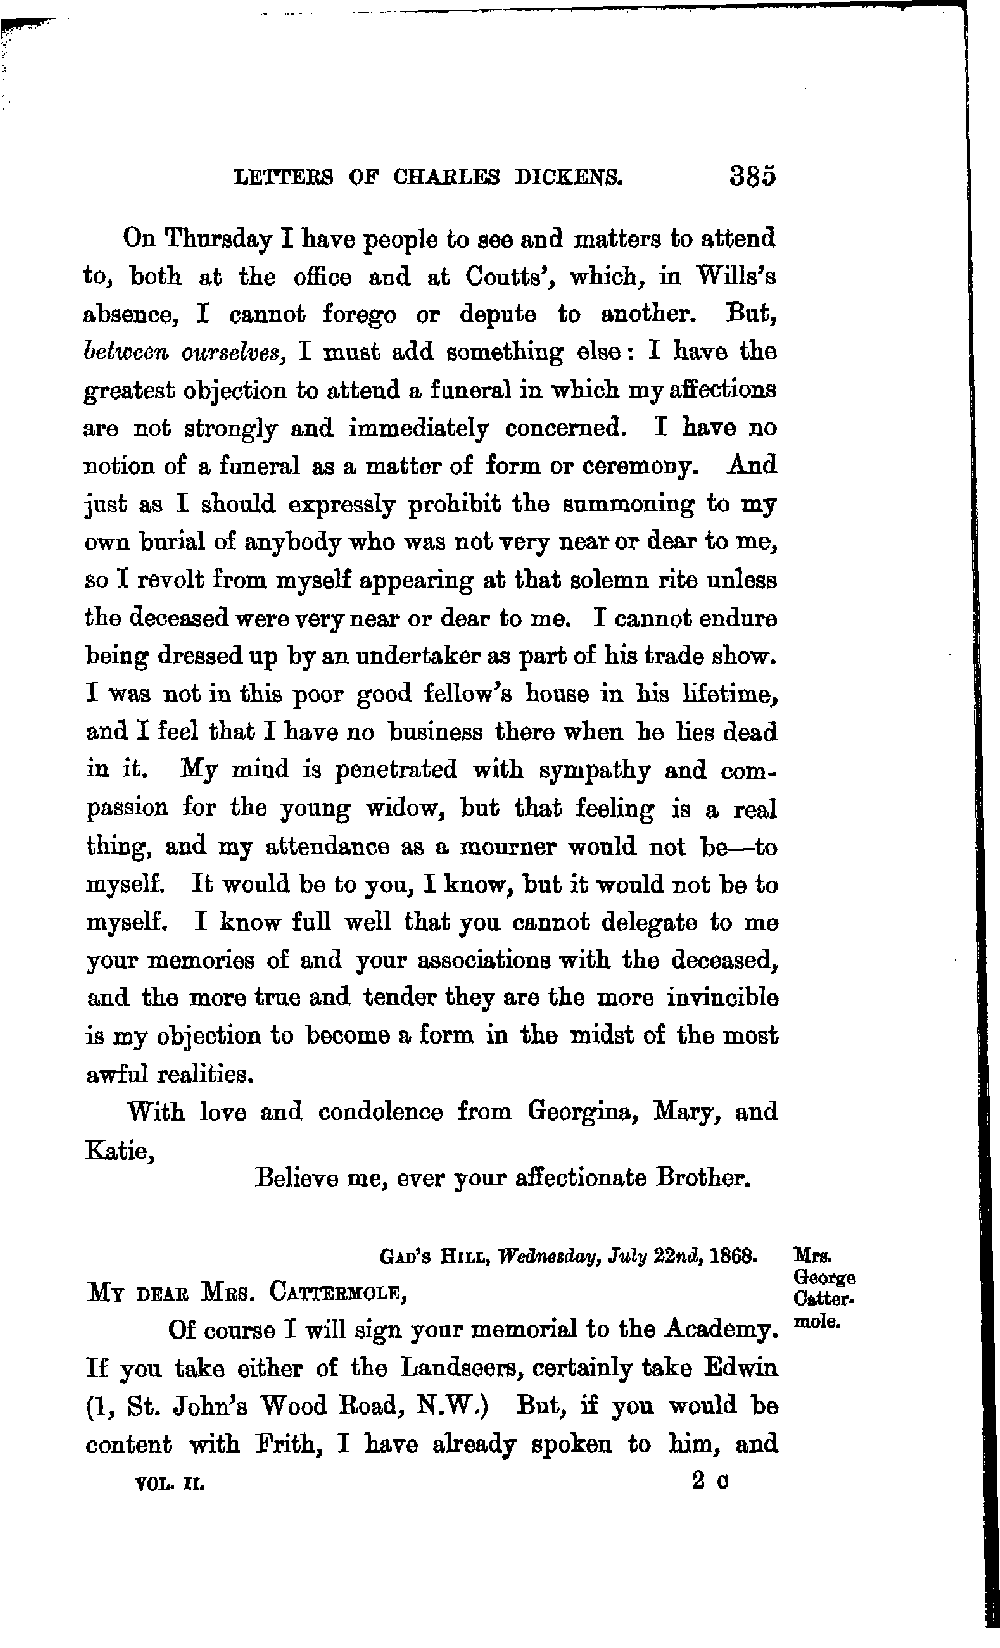 LETTERS OF CHARLES DICKENS. 385
On Thursday I have people to see and matters to attend
to, both at the office and at Coutts', which, in Wills's
absence, I cannot forego or depute to another. But,
between ourselves, I must add something else: I have the
greatest objection to attend a funeral in which my affections
are not strongly and immediately concerned. I have no
notion of a funeral as a matter of form or ceremony. And
just as I should expressly prohibit the summoning to my
own burial of anybody who was not very near or dear to me,
so I revolt from myself appearing at that solemn rite unless
the deceased were very near or dear to me. I cannot endure
being dressed up by an undertaker as part of his trade show.
I was not in this poor good fellow's house in his lifetime,
and I feel that I have no business there when he lies dead
in it. My mind is penetrated with sympathy and com-
passion for the young widow, but that feeling is a real
thing, and my attendance as a mourner would not be—to
myself. It would be to you, I know, but it would not be to
myself. I know full well that you cannot delegate to me
your memories of and your associations with the deceased,
and the more true and tender they are the more invincible
is my objection to become a form in the midst of the most
awful realities.
With love and condolence from Georgina, Mary, and
Katie,
Believe me, ever your affectionate Brother.
GAD'S HILL, Wednesday, July 22nd, 1868.
Mrs.
George
Catter-
mole.
MY DEAR MRS. CATTERMOLE,
Of course I will sign your memorial to the Academy.
If you take either of the Landseers, certainly take Edwin
(1, St. John's Wood Road, N.W.) But, if you would be
content with Frith, I have already spoken to him, and
VOL. II. 2 C